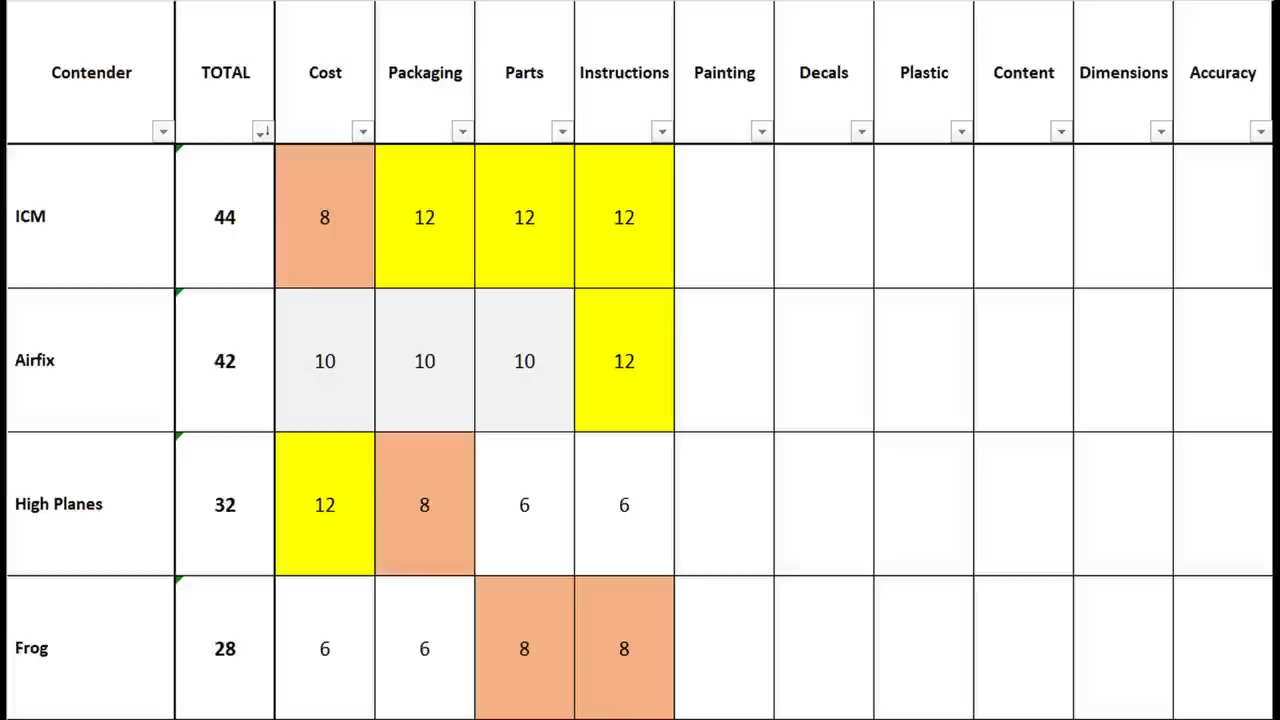 Contender TOTAL Cost Packaging Parts Instructions Painting Decals Plastic Content Dimensions Accuracy
ICM 44 8 12 12 12
Airfix 42 10 10 10 12
High Planes 32 12 8 6 6
Frog 28 6 6 8 8